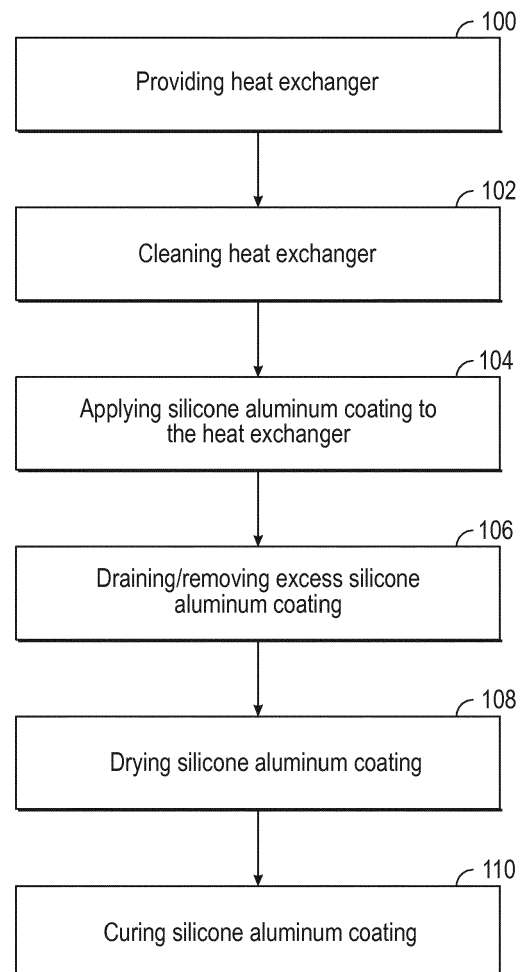 100
Providing heat exchanger
102
Cleaning heat exchanger
104
Applying silicone aluminum coating to
the heat exchanger
106
Draining/removing excess silicone
aluminum coating
108
Drying silicone aluminum coating
110
Curing silicone aluminum coating